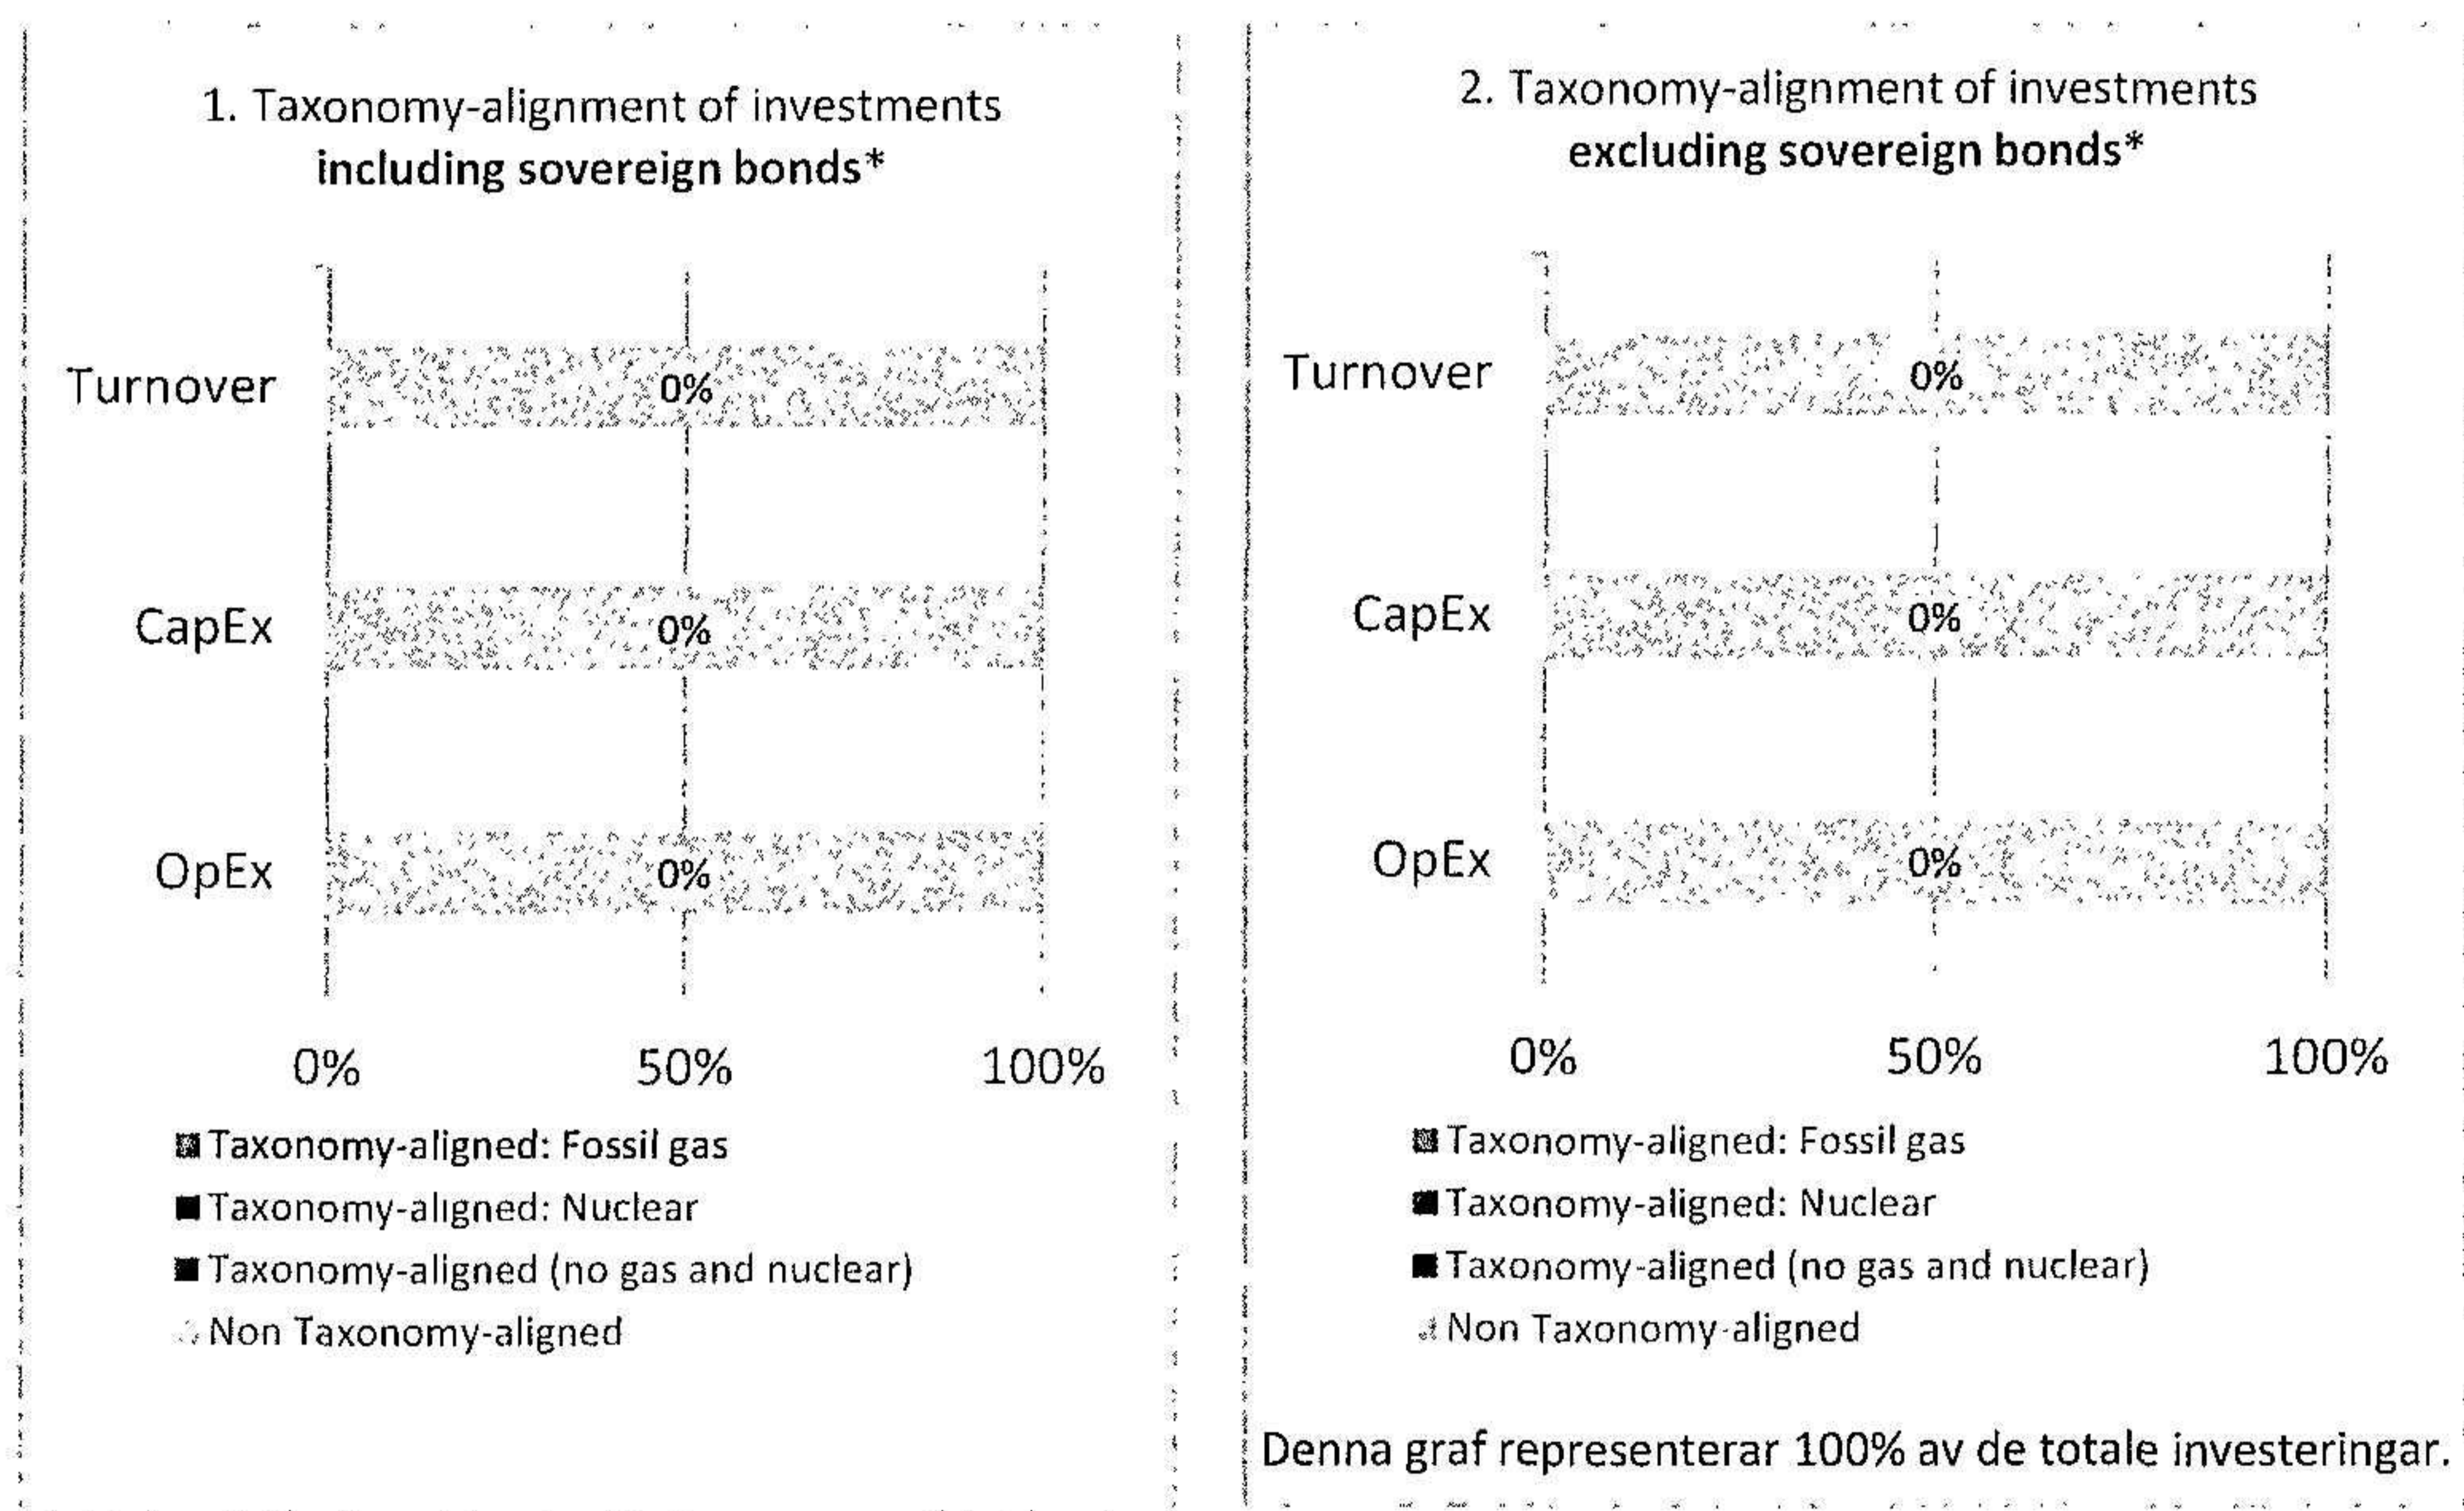 1. Taxonomy-alignment of investments
including sovereign bonds*
Turnover
0%
CapEx
0%
OpEx
0%
0% 50% 100%
Taxonomy-aligned: Fossil gas
Taxonomy-aligned: Nuclear
Taxonomy-aligned (no gas and nuclear)
Non Taxonomy-aligned
2. Taxonomy-alignment of investments
excluding sovereign bonds*
Turnover
0%
CapEx
0%
OpEx
0%
0% 50% 100%
Taxonomy-aligned: Fossil gas
Taxonomy-aligned: Nuclear
Taxonomy-aligned (no gas and nuclear)
Non Taxonomy-aligned
Denna graf representerar 100% av de totale investeringar.